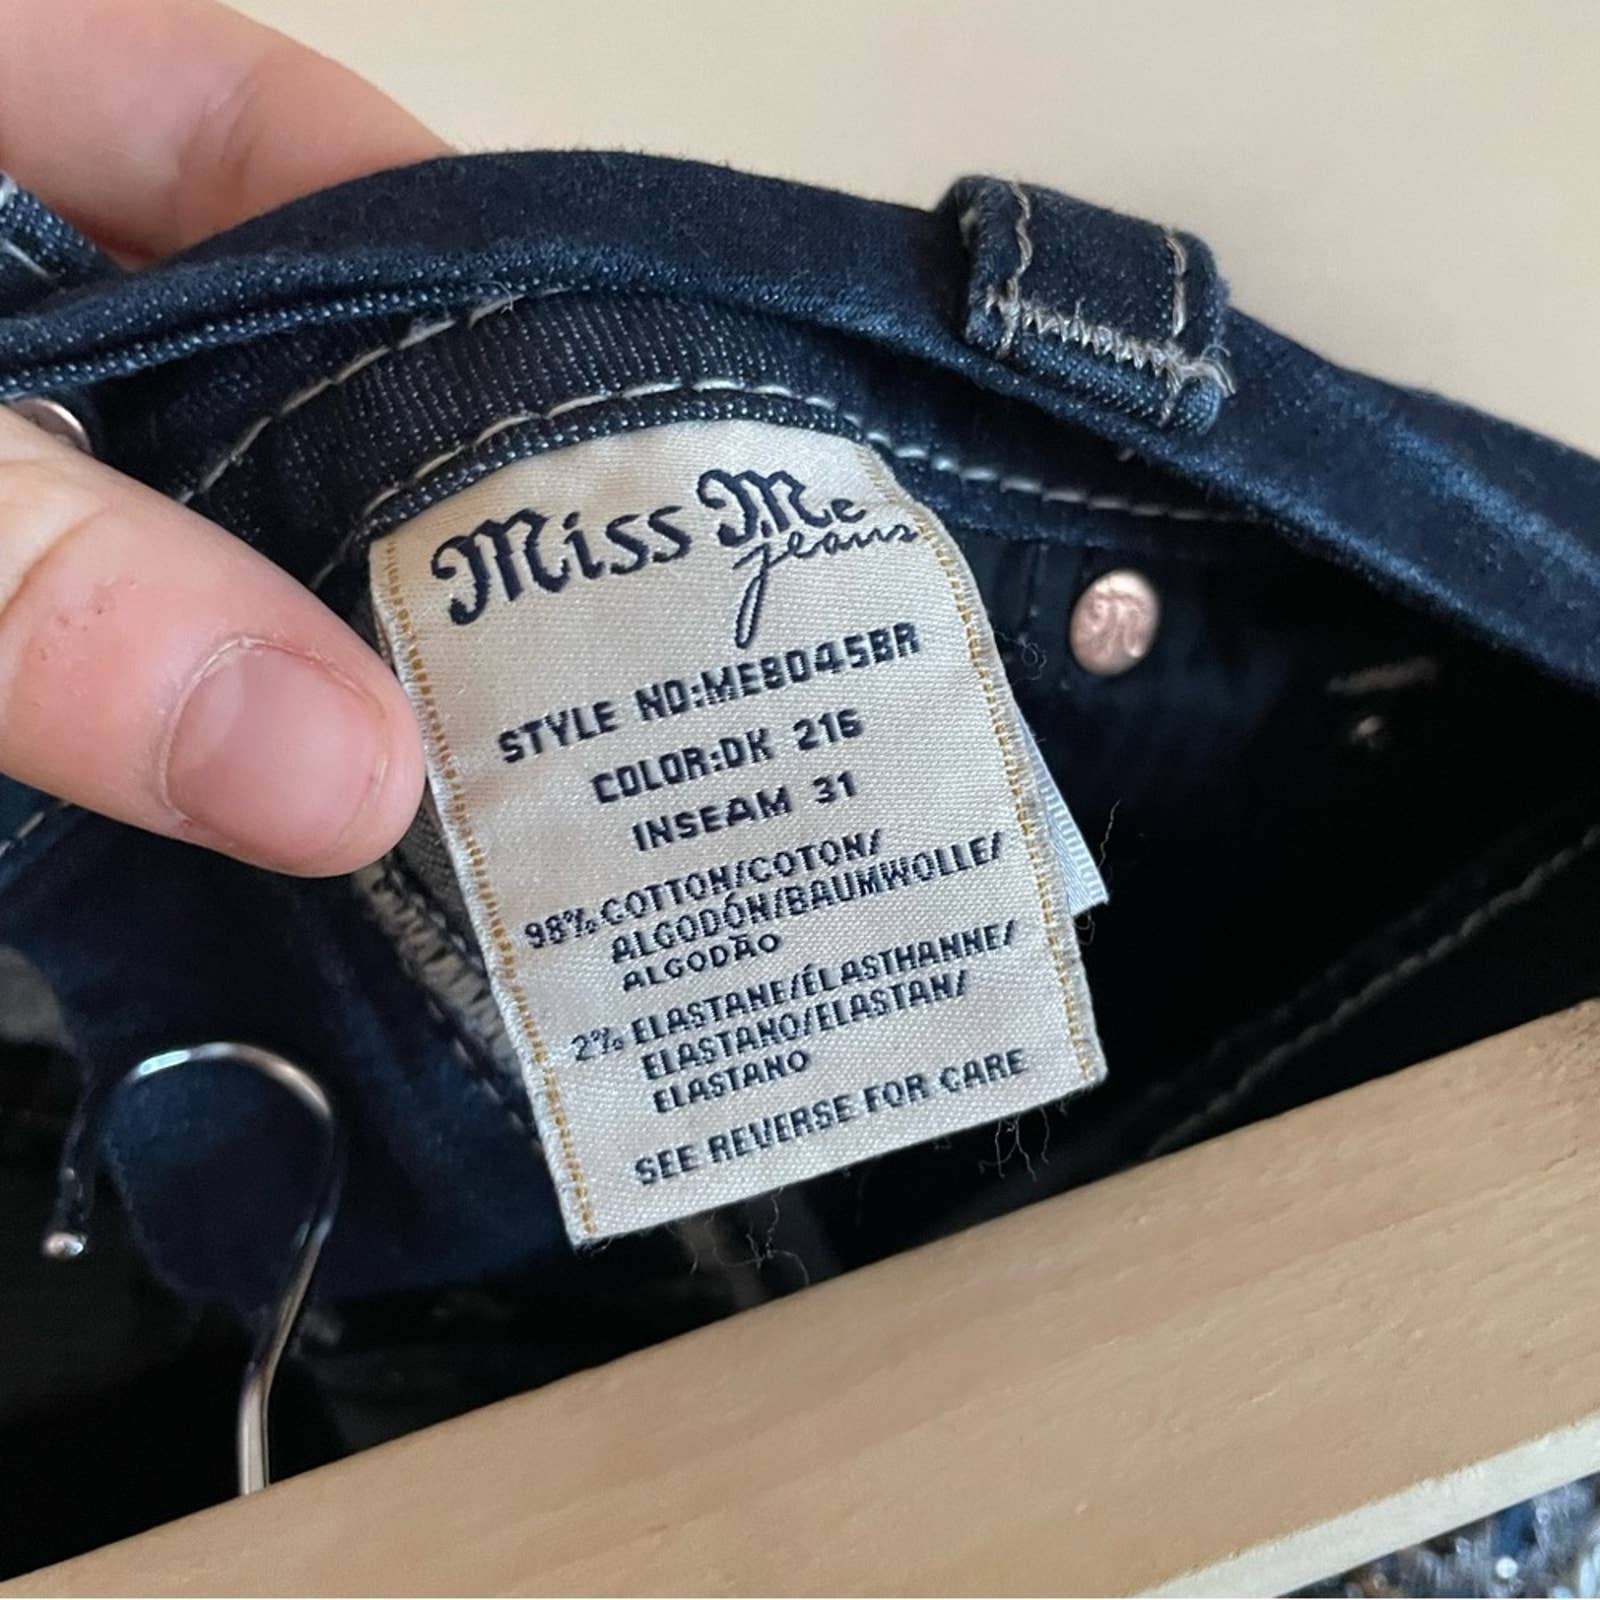 Miss Me
jeans
STYLE NO:ME8045BR
COLOR:DK 216
INSEAM 31
98% COTTON/COTON/
ALGODÓN/BAUMWOLLE/
ALGODÃO
2% ELASTANE/ÉLASTHANNE/
ELASTANO/ELASTAN/
ELASTANO
SEE REVERSE FOR CARE